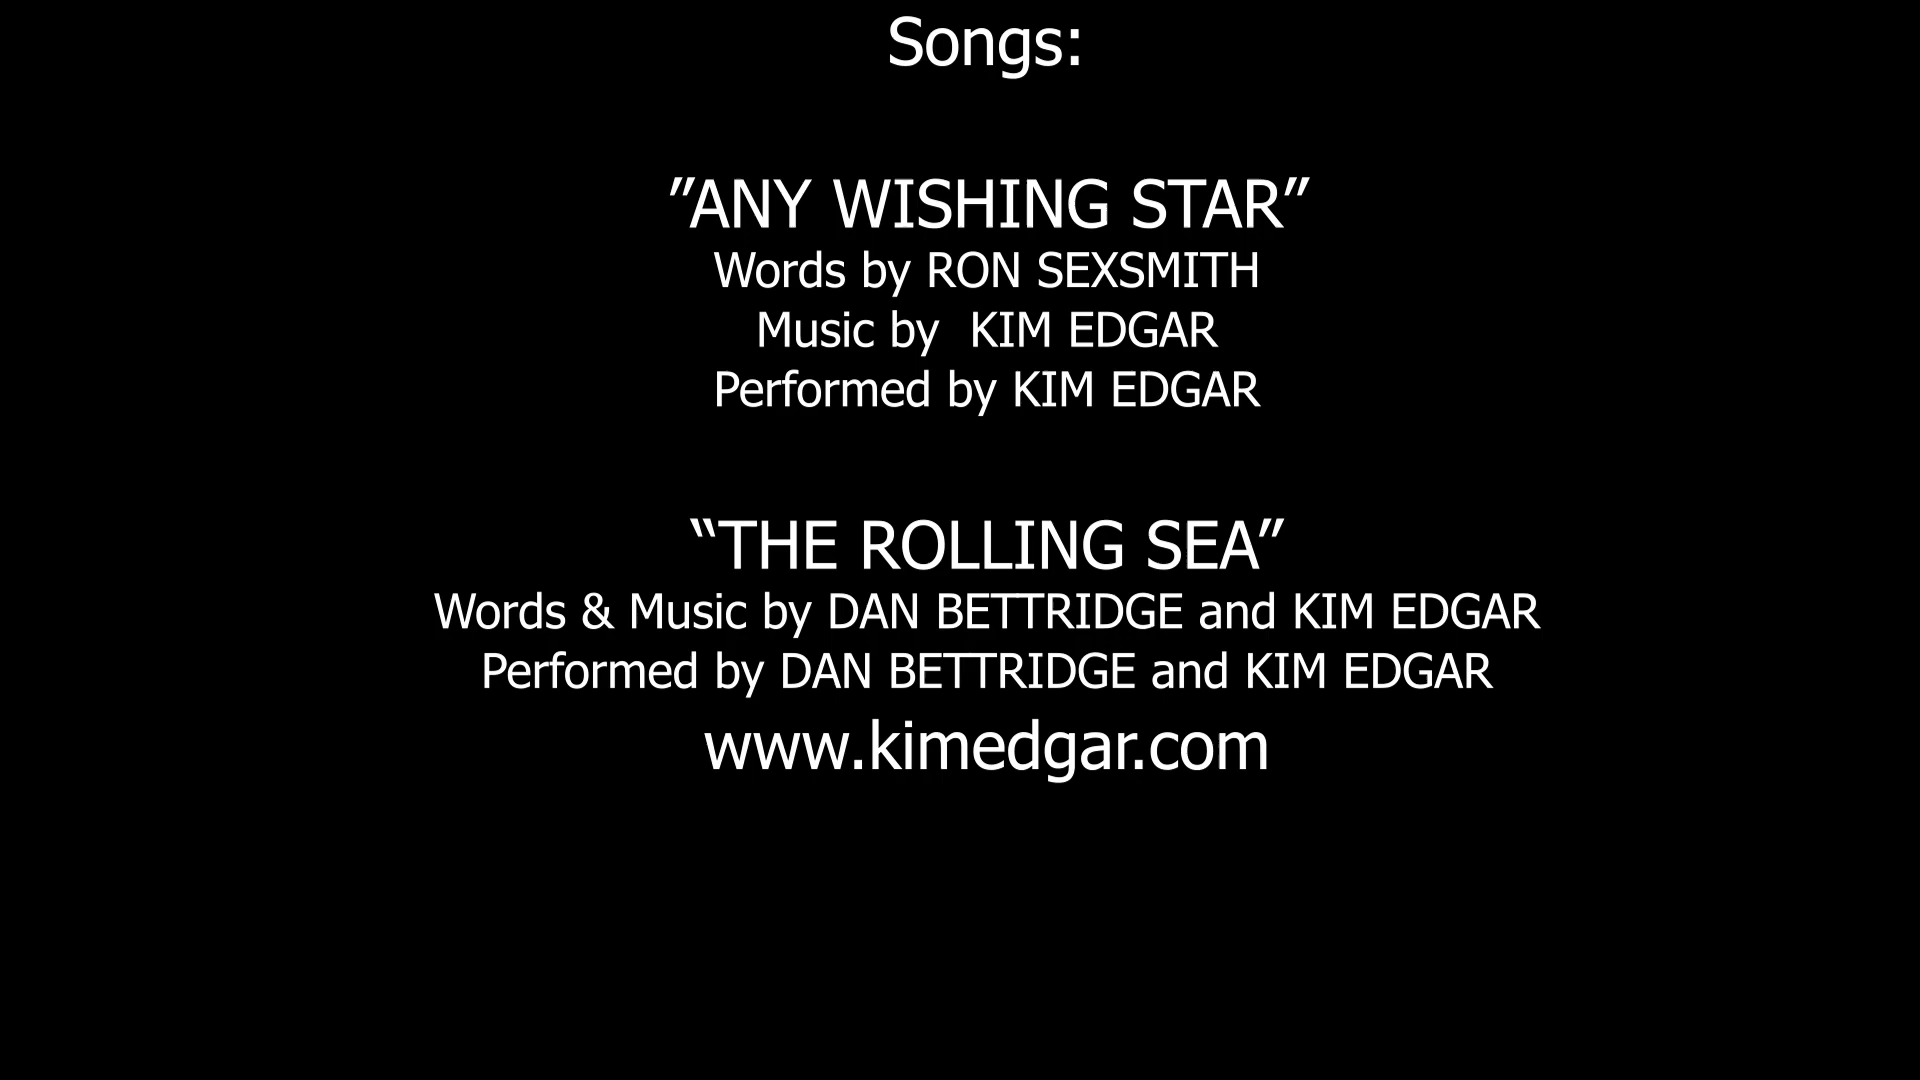 Songs:
”ANY WISHING STAR”
Words by RON SEXSMITH
Music by  KIM EDGAR
Performed by KIM EDGAR
“THE ROLLING SEA”
Words & Music by DAN BETTRIDGE and KIM EDGAR
Performed by DAN BETTRIDGE and KIM EDGAR
www.kimedgar.com